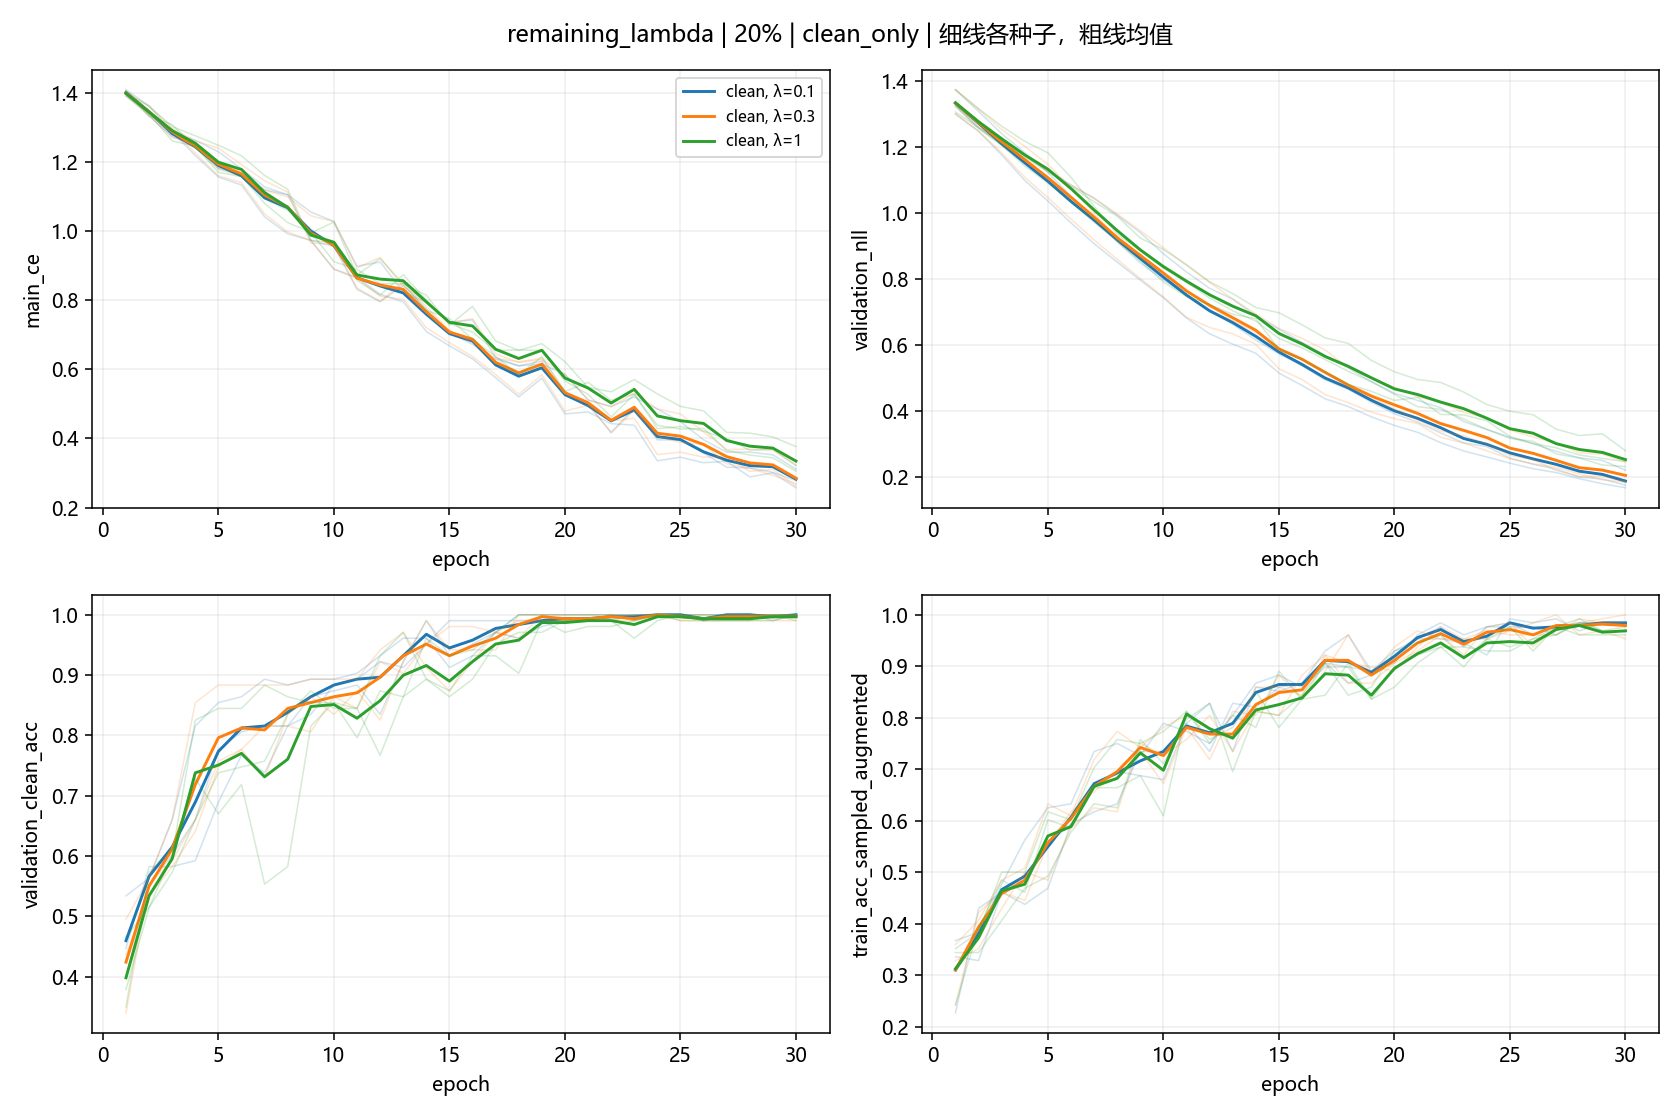 remaining_lambda | 20% | clean_only | 细线各种子，粗线均值
main_ce
1.4
1.2
1.0
0.8
0.6
0.4
0.2
clean, λ=0.1
clean, λ=0.3
clean, λ=1
0 5 10 15 20 25 30
epoch
validation_nll
1.4
1.2
1.0
0.8
0.6
0.4
0.2
0 5 10 15 20 25 30
epoch
validation_clean_acc
1.0
0.9
0.8
0.7
0.6
0.5
0.4
0 5 10 15 20 25 30
epoch
train_acc_sampled_augmented
1.0
0.9
0.8
0.7
0.6
0.5
0.4
0.3
0.2
0 5 10 15 20 25 30
epoch